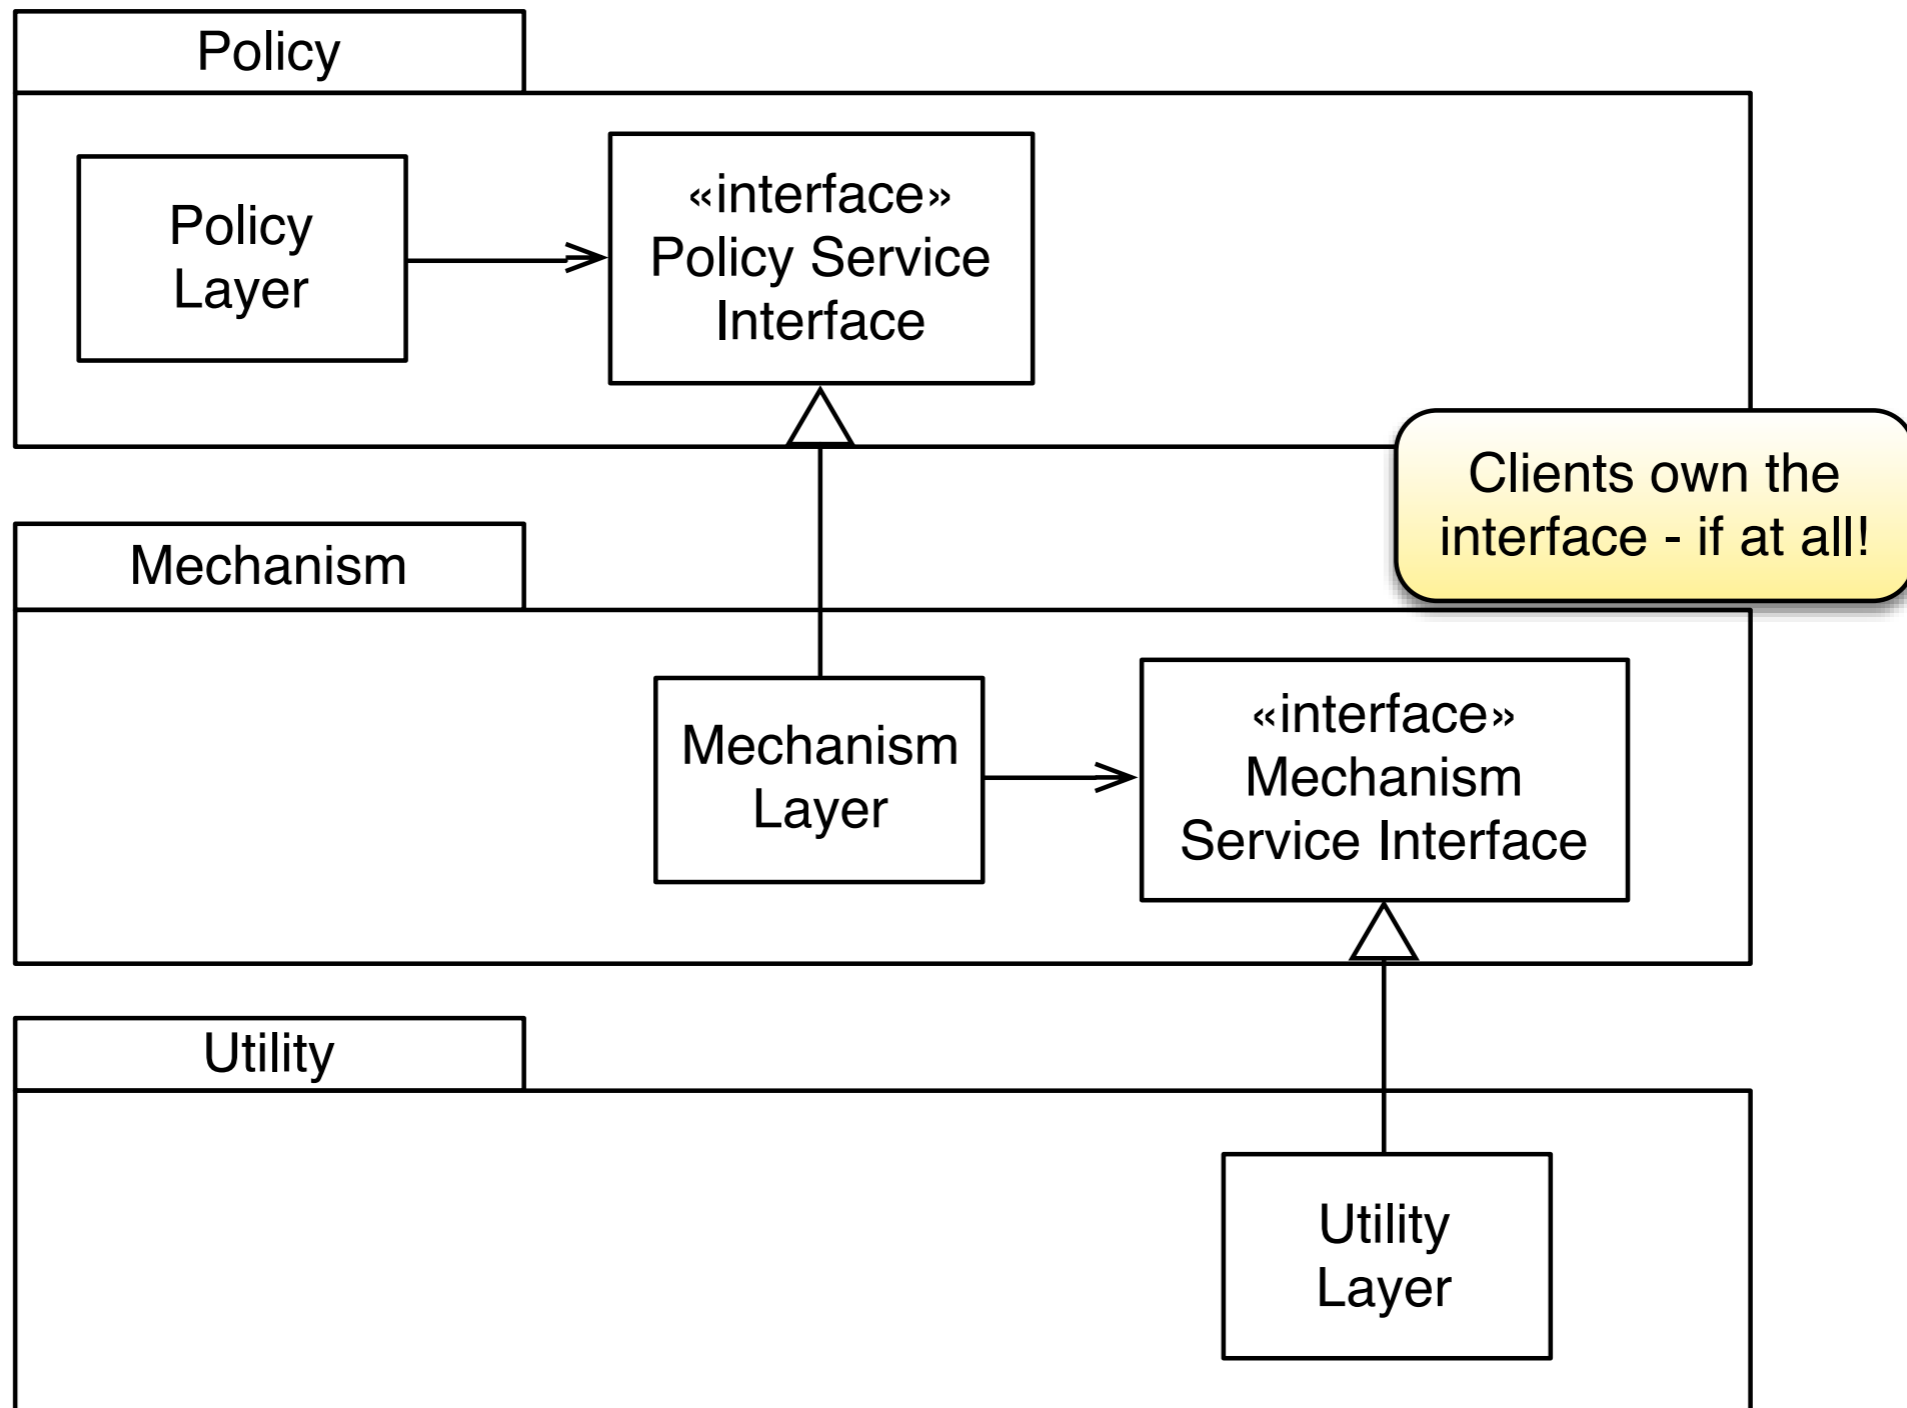 Policy
Policy
Layer
«interface»
Policy Service
Interface
Clients own the
interface - if at all!
Mechanism
Mechanism
Layer
«interface»
Mechanism
Service Interface
Utility
Utility
Layer